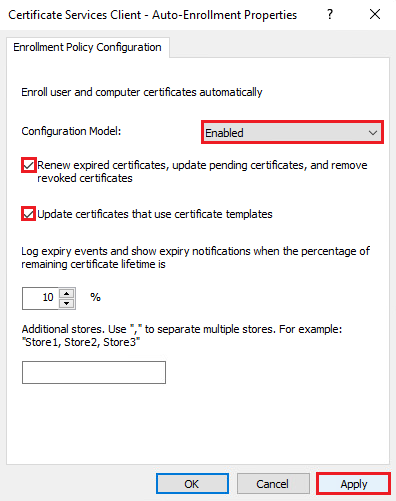 Certificate Services Client - Auto-Enrollment Properties ? ×
Enrollment Policy Configuration
Enroll user and computer certificates automatically
Configuration Model: Enabled
Renew expired certificates, update pending certificates, and remove
revoked certificates
Update certificates that use certificate templates
Log expiry events and show expiry notifications when the percentage of
remaining certificate lifetime is
10 %
Additional stores. Use "," to separate multiple stores. For example:
"Store1, Store2, Store3"
OK Cancel Apply